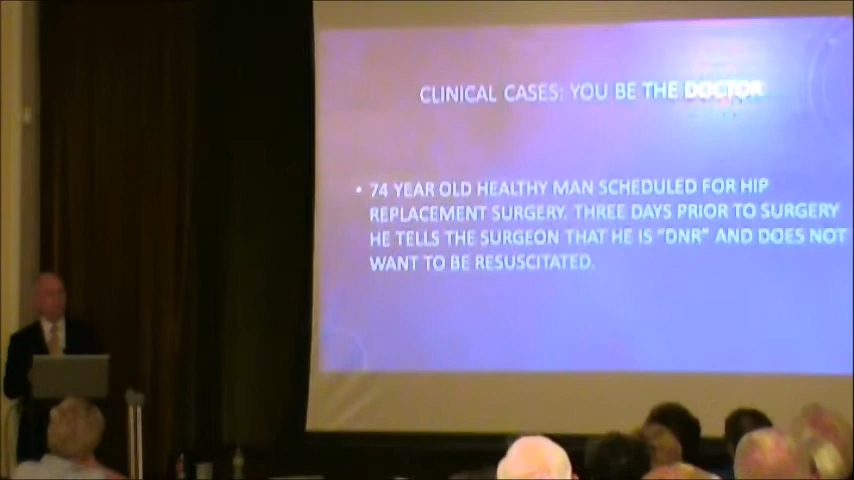 CLINICAL CASES: YOU BE THE DOCTOR
• 74 YEAR OLD HEALTHY MAN SCHEDULED FOR HIP
REPLACEMENT SURGERY. THREE DAYS PRIOR TO SURGERY
HE TELLS THE SURGEON THAT HE IS "DNR" AND DOES NOT
WANT TO BE RESUSCITATED.